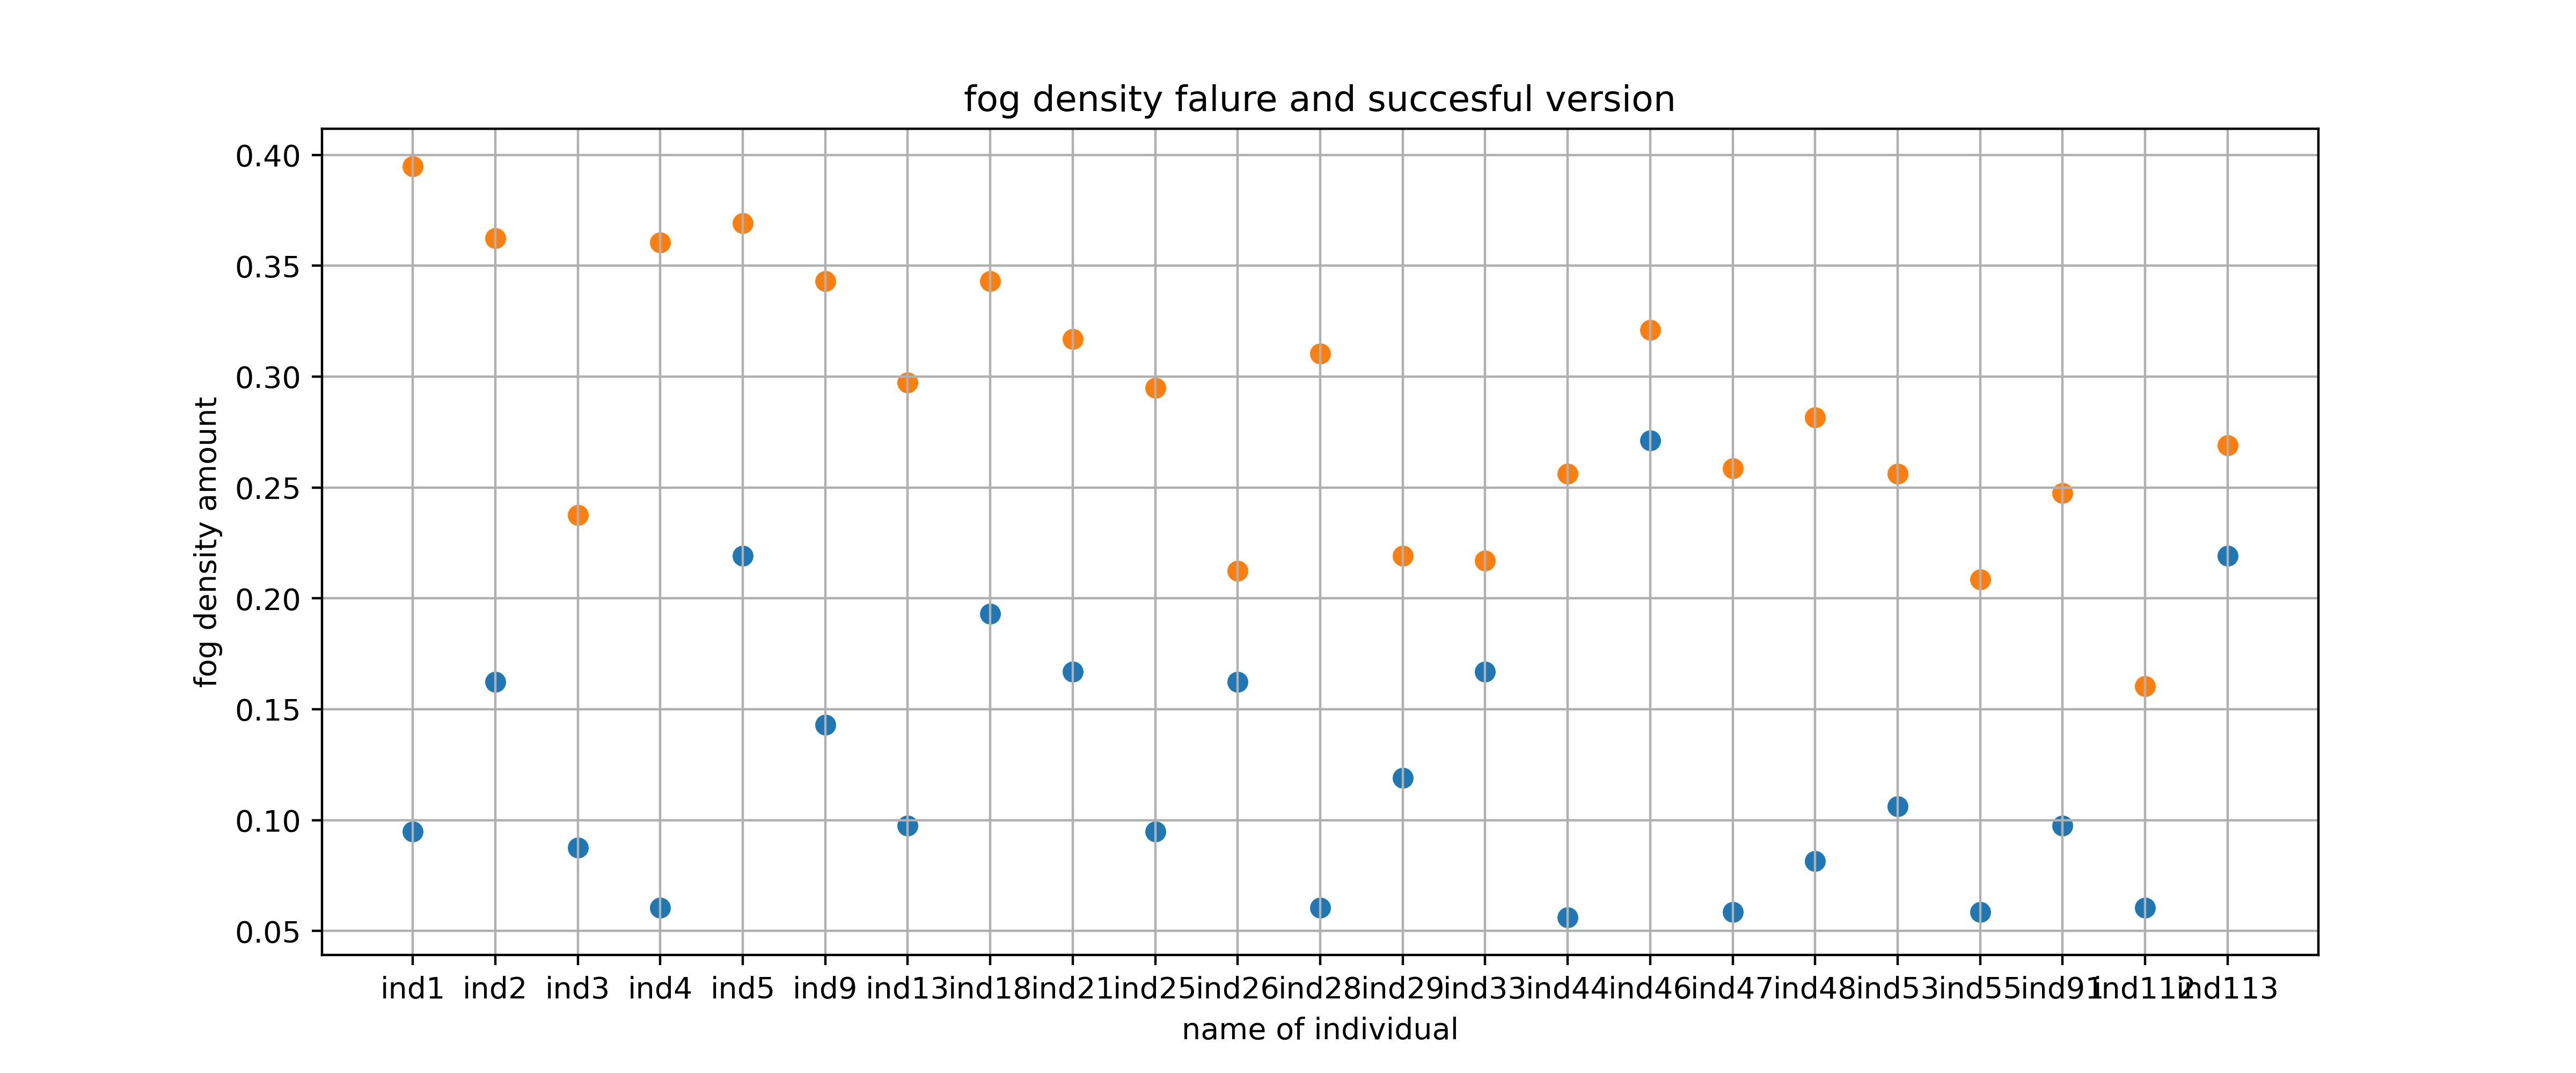 fog density falure and succesful version
0.40
0.35
0.30
0.25
0.20
0.15
0.10
0.05
fog density amount
ind1 ind2 ind3 ind4 ind5 ind9 ind13 ind18 ind21 ind25 ind26 ind28 ind29 ind33 ind44 ind46 ind47 ind48 ind53 ind55 ind91 ind112 ind113
name of individual